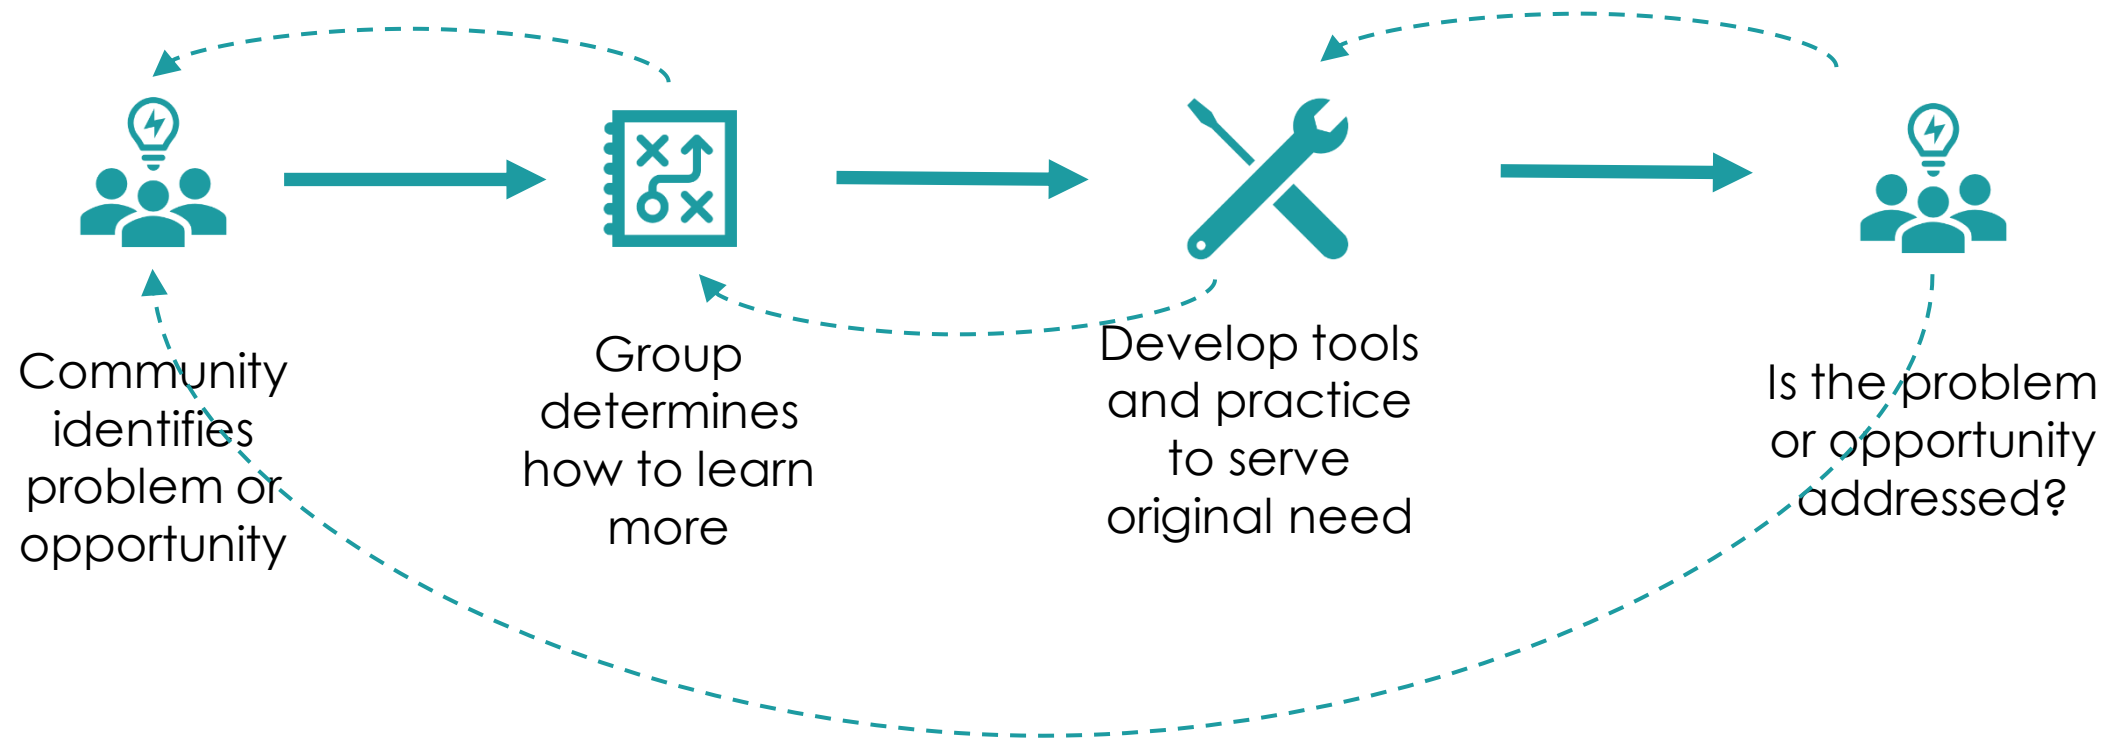 Community
identifies
problem or
opportunity
Group
determines
how to learn
more
Develop tools
and practice
to serve
original need
Is the problem
or opportunity
addressed?